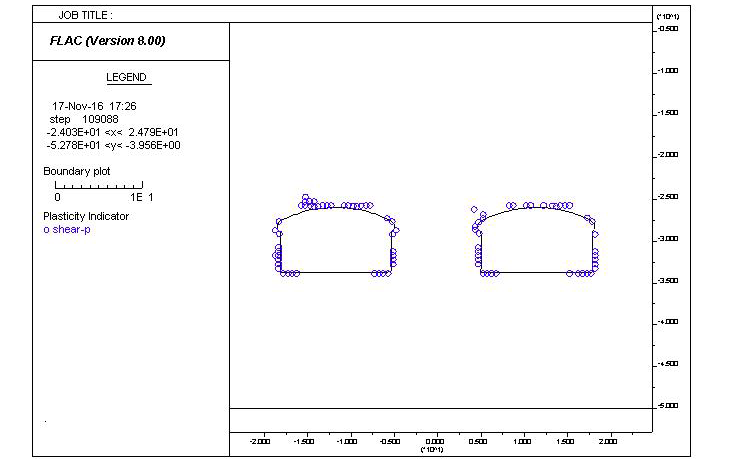 JOB TITLE :
FLAC (Version 8.00)
LEGEND
17-Nov-16 17:26
step 109088
-2.403E+01 <x< 2.479E+01
-5.278E+01 <y< -3.956E+00
Boundary plot
0 1E 1
Plasticity Indicator
o shear-p
(*10^1)
-0.500
-1.000
-1.500
-2.000
-2.500
-3.000
-3.500
-4.000
-4.500
-5.000
-2.000 -1.500 -1.000 -0.500 0.000 0.500 1.000 1.500 2.000
(*10^1)